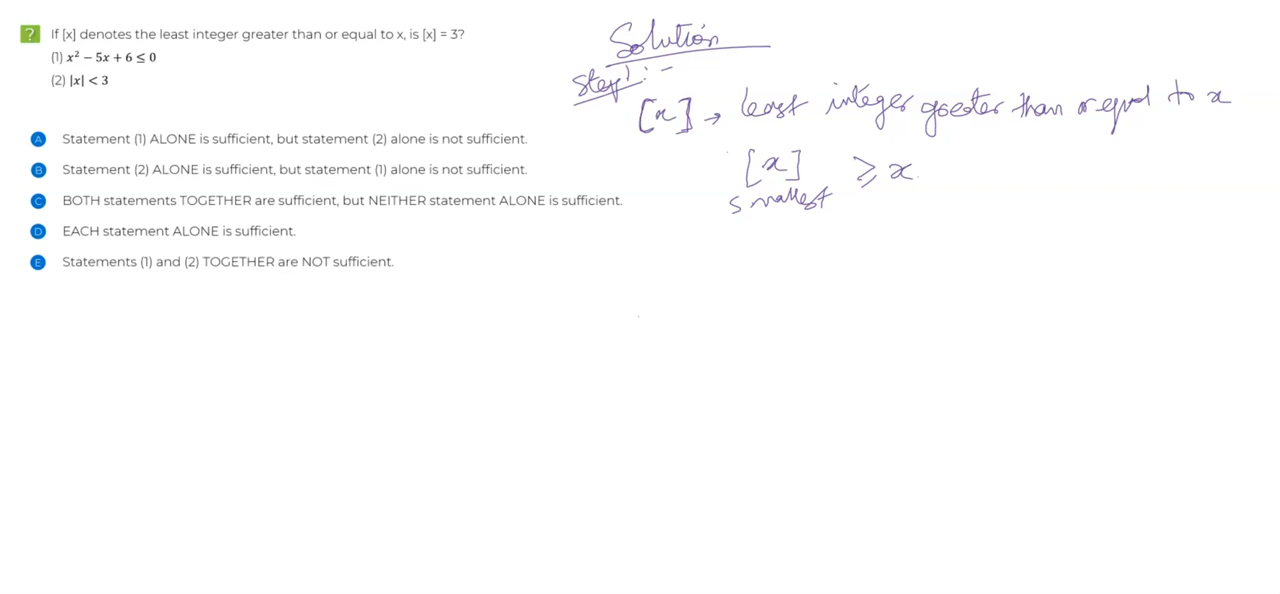 ? If [x] denotes the least integer greater than or equal to x, is [x] = 3?
(1) x² − 5x + 6 ≤ 0
(2) |x| < 3
A Statement (1) ALONE is sufficient, but statement (2) alone is not sufficient.
B Statement (2) ALONE is sufficient, but statement (1) alone is not sufficient.
C BOTH statements TOGETHER are sufficient, but NEITHER statement ALONE is sufficient.
D EACH statement ALONE is sufficient.
E Statements (1) and (2) TOGETHER are NOT sufficient.
Solution
Step 1:-
[x] → least integer greater than or equal to x
[x] ≥ x
smallest